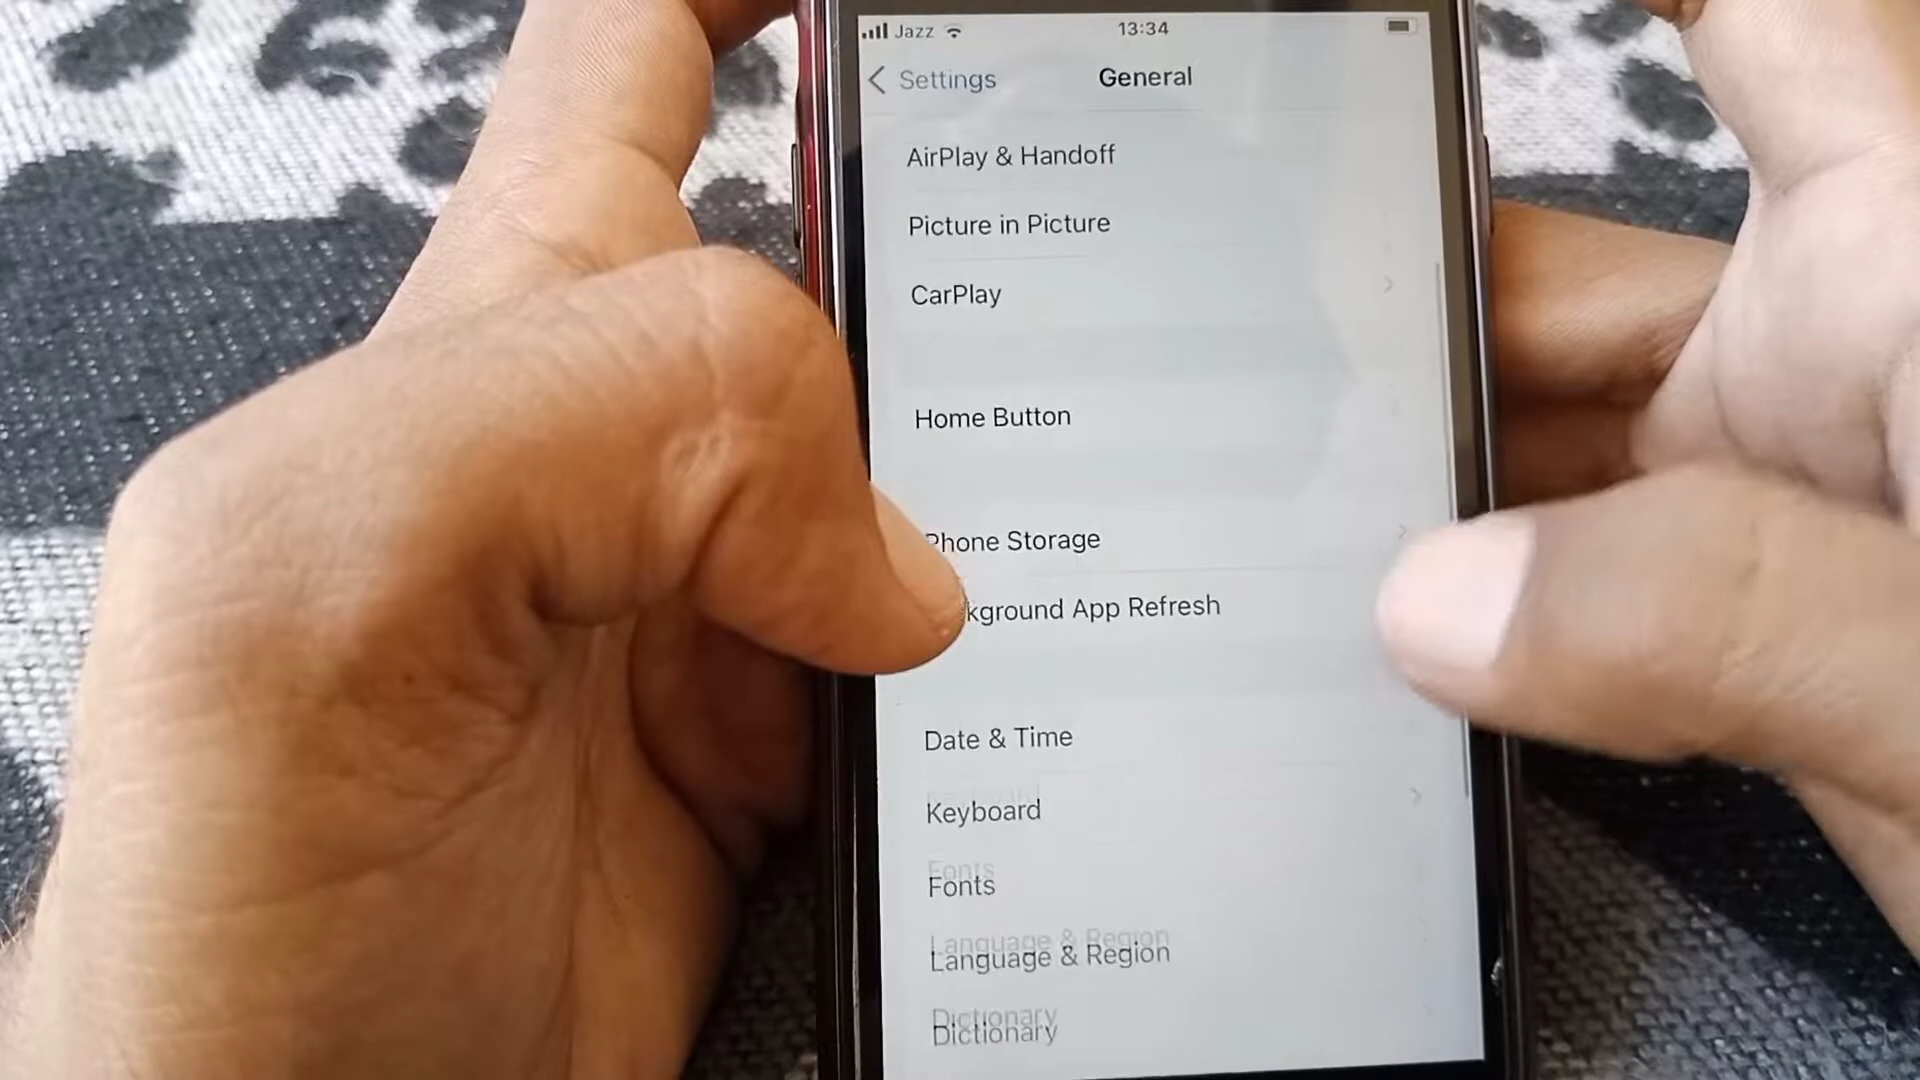 Jazz 13:34
Settings General
AirPlay & Handoff
Picture in Picture
CarPlay
Home Button
Phone Storage
kground App Refresh
Date & Time
Keyboard
Fonts
Language & Region
Dictionary